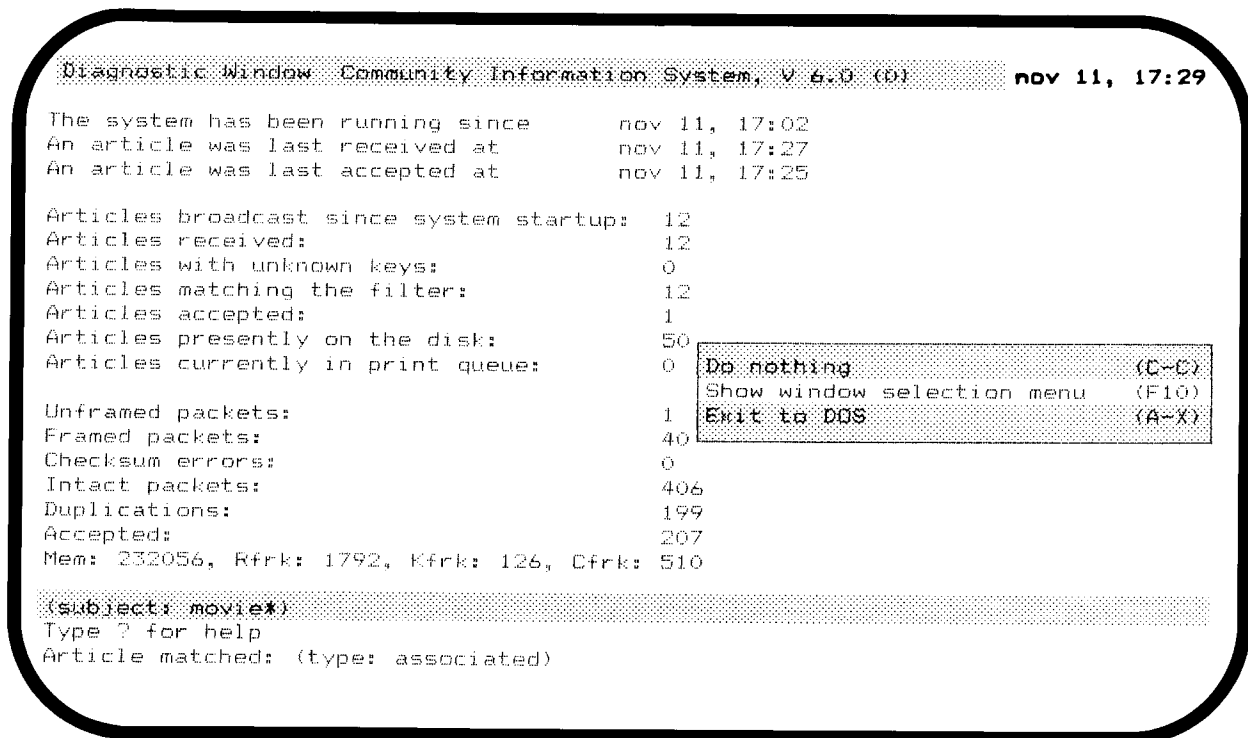 Diagnostic Window  Community Information System, V 6.0 (0)  nov 11, 17:29
The system has been running since  nov 11, 17:02
An article was last received at  nov 11, 17:27
An article was last accepted at  nov 11, 17:25
Articles broadcast since system startup:  12
Articles received:  12
Articles with unknown keys:  0
Articles matching the filter:  12
Articles accepted:  1
Articles presently on the disk:  50
Articles currently in print queue:  0
Do nothing  (C-C)
Show window selection menu  (F10)
Exit to DOS  (A-X)
Unframed packets:  1
Framed packets:  40
Checksum errors:  0
Intact packets:  406
Duplications:  199
Accepted:  207
Mem: 232056, Rfrk: 1792, Kfrk: 126, Cfrk: 510
(subject: movie*)
Type ? for help
Article matched: (type: associated)